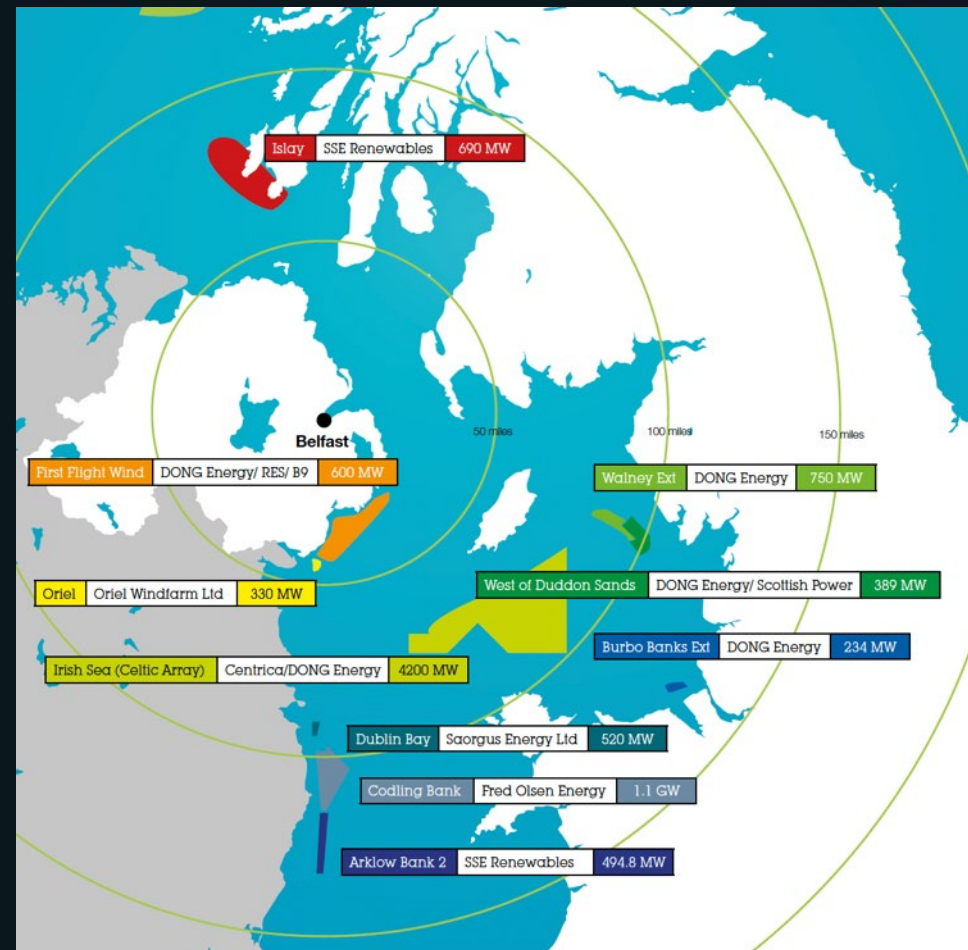 Islay SSE Renewables 690 MW
Belfast
50 miles
100 miles
150 miles
First Flight Wind DONG Energy/ RES/ B9 600 MW
Walney Ext DONG Energy 750 MW
Oriel Oriel Windfarm Ltd 330 MW
West of Duddon Sands DONG Energy/ Scottish Power 389 MW
Irish Sea (Celtic Array) Centrica/DONG Energy 4200 MW
Burbo Banks Ext DONG Energy 234 MW
Dublin Bay Saorgus Energy Ltd 520 MW
Codling Bank Fred Olsen Energy 1.1 GW
Arklow Bank 2 SSE Renewables 494.8 MW